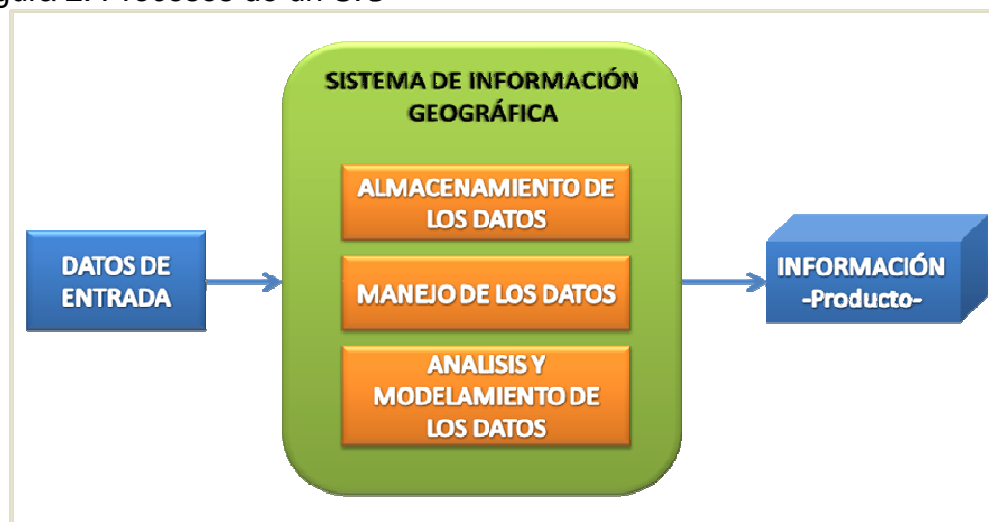 SISTEMA DE INFORMACIÓN
GEOGRÁFICA
ALMACENAMIENTO DE
LOS DATOS
DATOS DE
ENTRADA
MANEJO DE LOS DATOS
INFORMACIÓN
-Producto-
ANALISIS Y
MODELAMIENTO DE
LOS DATOS